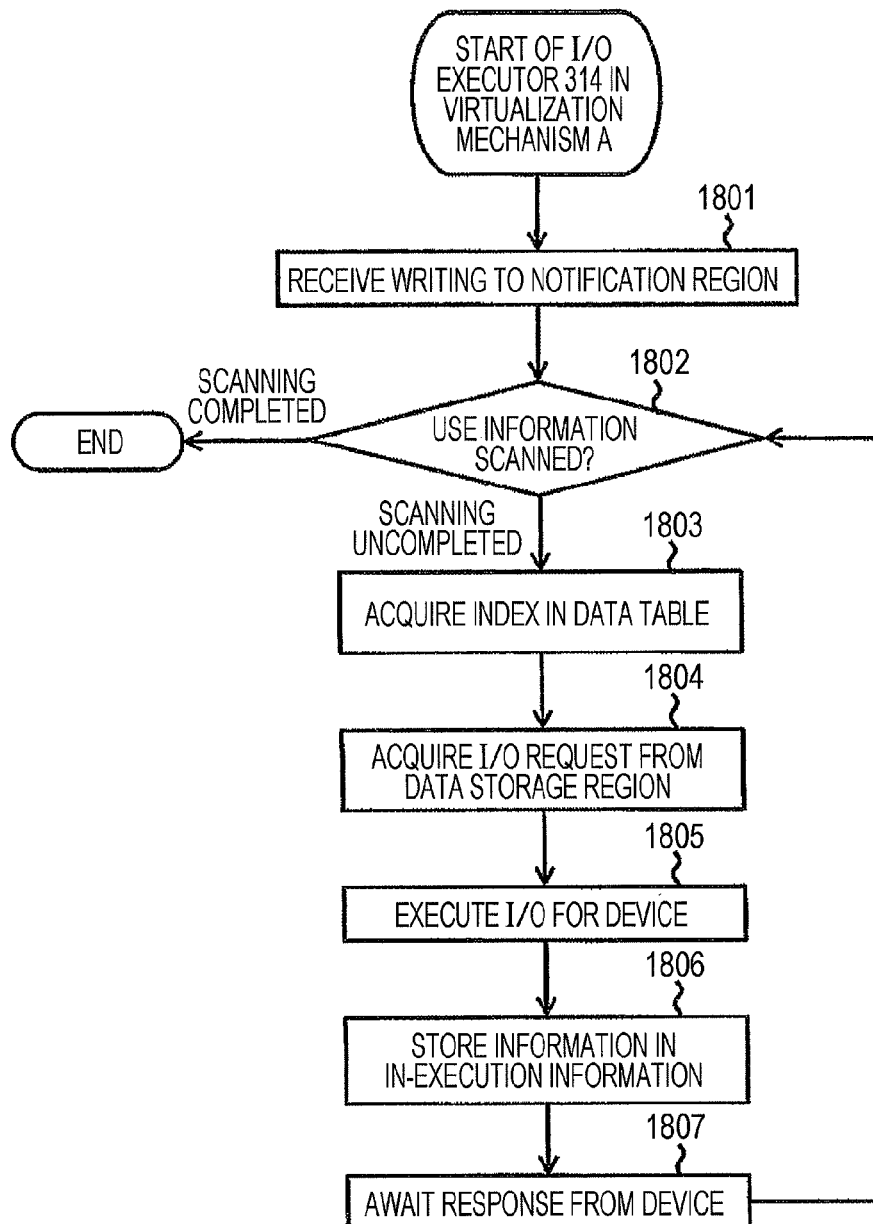 START OF I/O
EXECUTOR 314 IN
VIRTUALIZATION
MECHANISM A
1801
RECEIVE WRITING TO NOTIFICATION REGION
1802
SCANNING
COMPLETED
END
USE INFORMATION
SCANNED?
SCANNING
UNCOMPLETED
1803
ACQUIRE INDEX IN DATA TABLE
1804
ACQUIRE I/O REQUEST FROM
DATA STORAGE REGION
1805
EXECUTE I/O FOR DEVICE
1806
STORE INFORMATION IN
IN-EXECUTION INFORMATION
1807
AWAIT RESPONSE FROM DEVICE